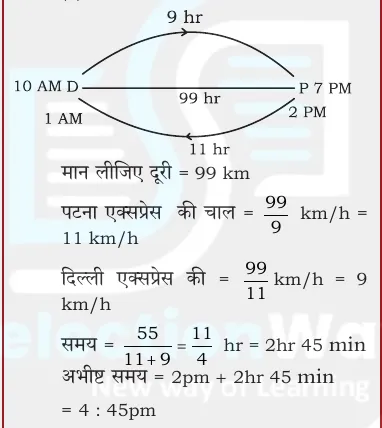 9 hr
10 AM D
P 7 PM
99 hr
1 AM
2 PM
11 hr
मान लीजिए दूरी = 99 km
पटना एक्सप्रेस की चाल = 99/9 km/h =
11 km/h
दिल्ली एक्सप्रेस की = 99/11 km/h = 9
km/h
समय = 55/(11+9) = 11/4 hr = 2hr 45 min
अभीष्ट समय = 2pm + 2hr 45 min
= 4 : 45pm